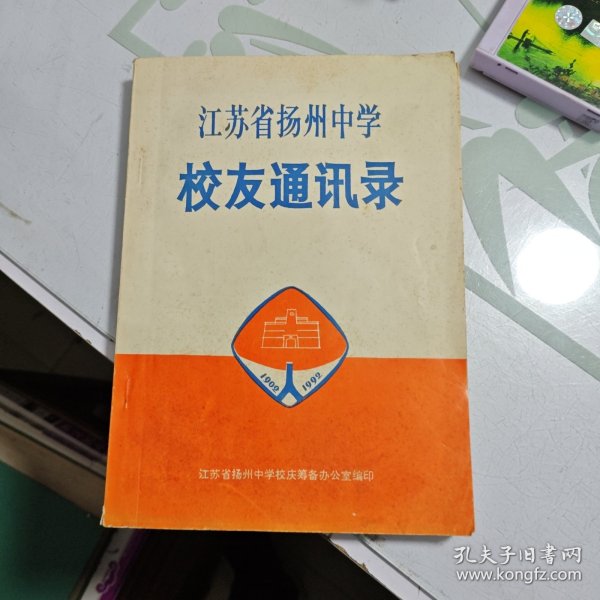 江苏省扬州中学
校友通讯录
1902
1992
江苏省扬州中学校庆筹备办公室编印
孔夫子旧书网
www.kongfz.com